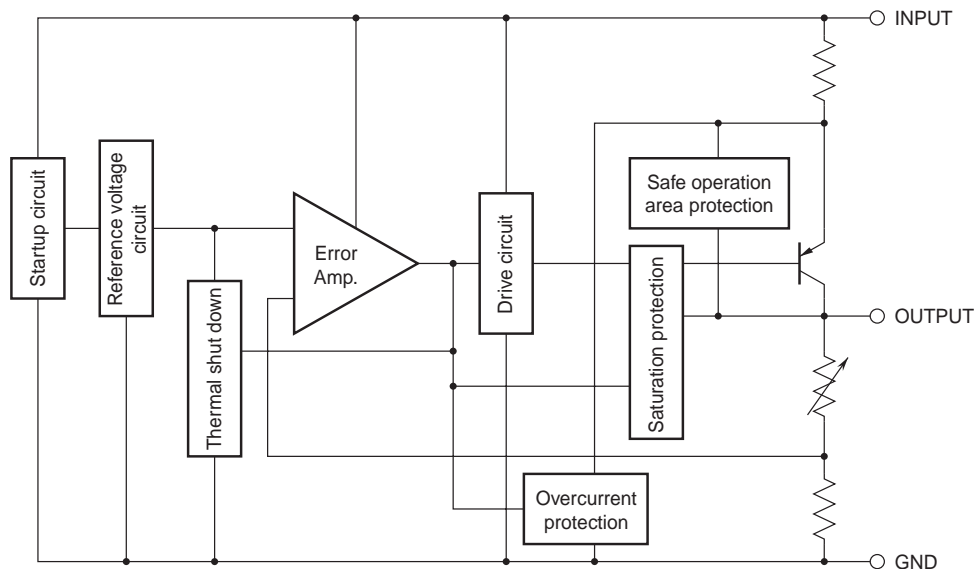 INPUT
Startup circuit
Reference voltage
circuit
Error
Amp.
Thermal shut down
Drive circuit
Safe operation
area protection
Saturation protection
OUTPUT
Overcurrent
protection
GND